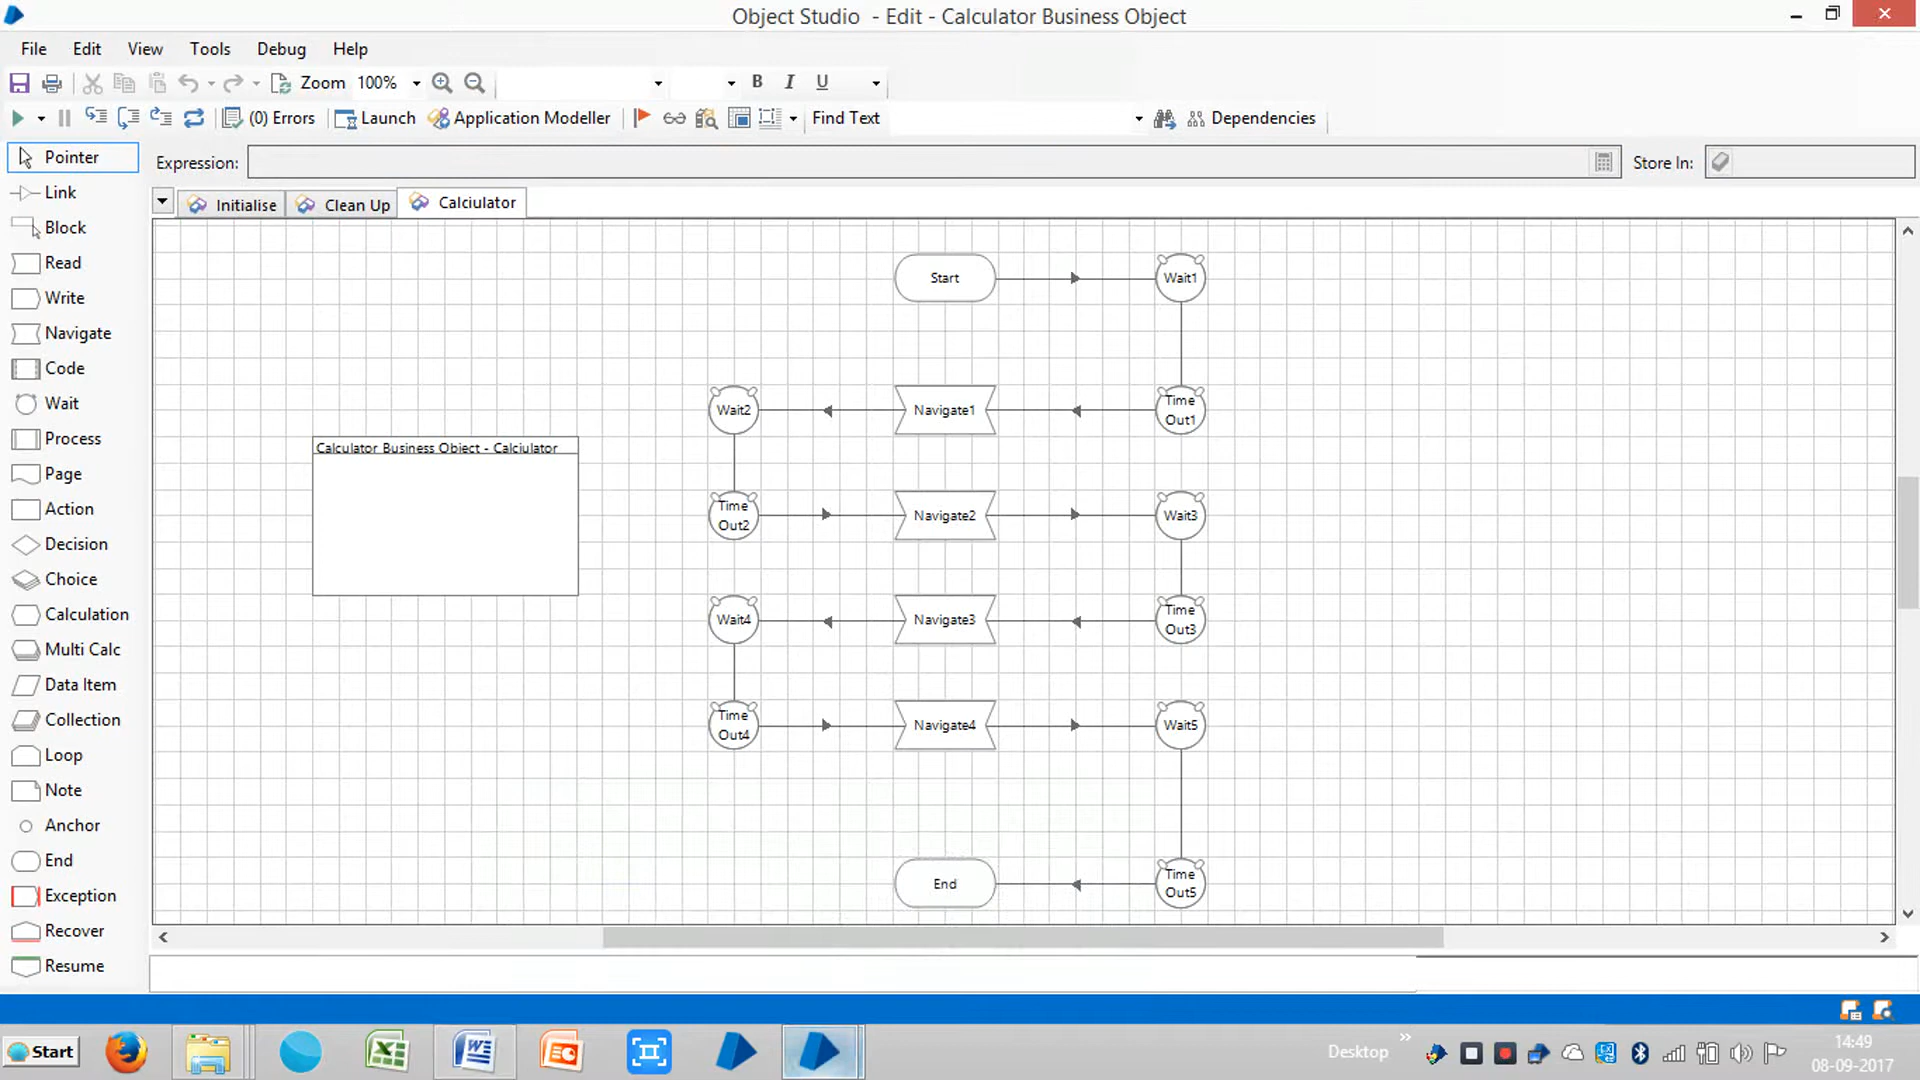 Object Studio - Edit - Calculator Business Object
File Edit View Tools Debug Help
Zoom 100% B I U
(0) Errors Launch Application Modeller Find Text Dependencies
Pointer
Expression: Store In:
Link
Initialise Clean Up Calciulator
Block
Read
Write
Navigate
Code
Wait
Process
Page
Action
Decision
Choice
Calculation
Multi Calc
Data Item
Collection
Loop
Note
Anchor
End
Exception
Recover
Resume
Start Wait1
Wait2 Navigate1 Time Out1
Calculator Business Object - Calciulator
Time Out2 Navigate2 Wait3
Wait4 Navigate3 Time Out3
Time Out4 Navigate4 Wait5
End Time Out5
Start Desktop 14:49
08-09-2017